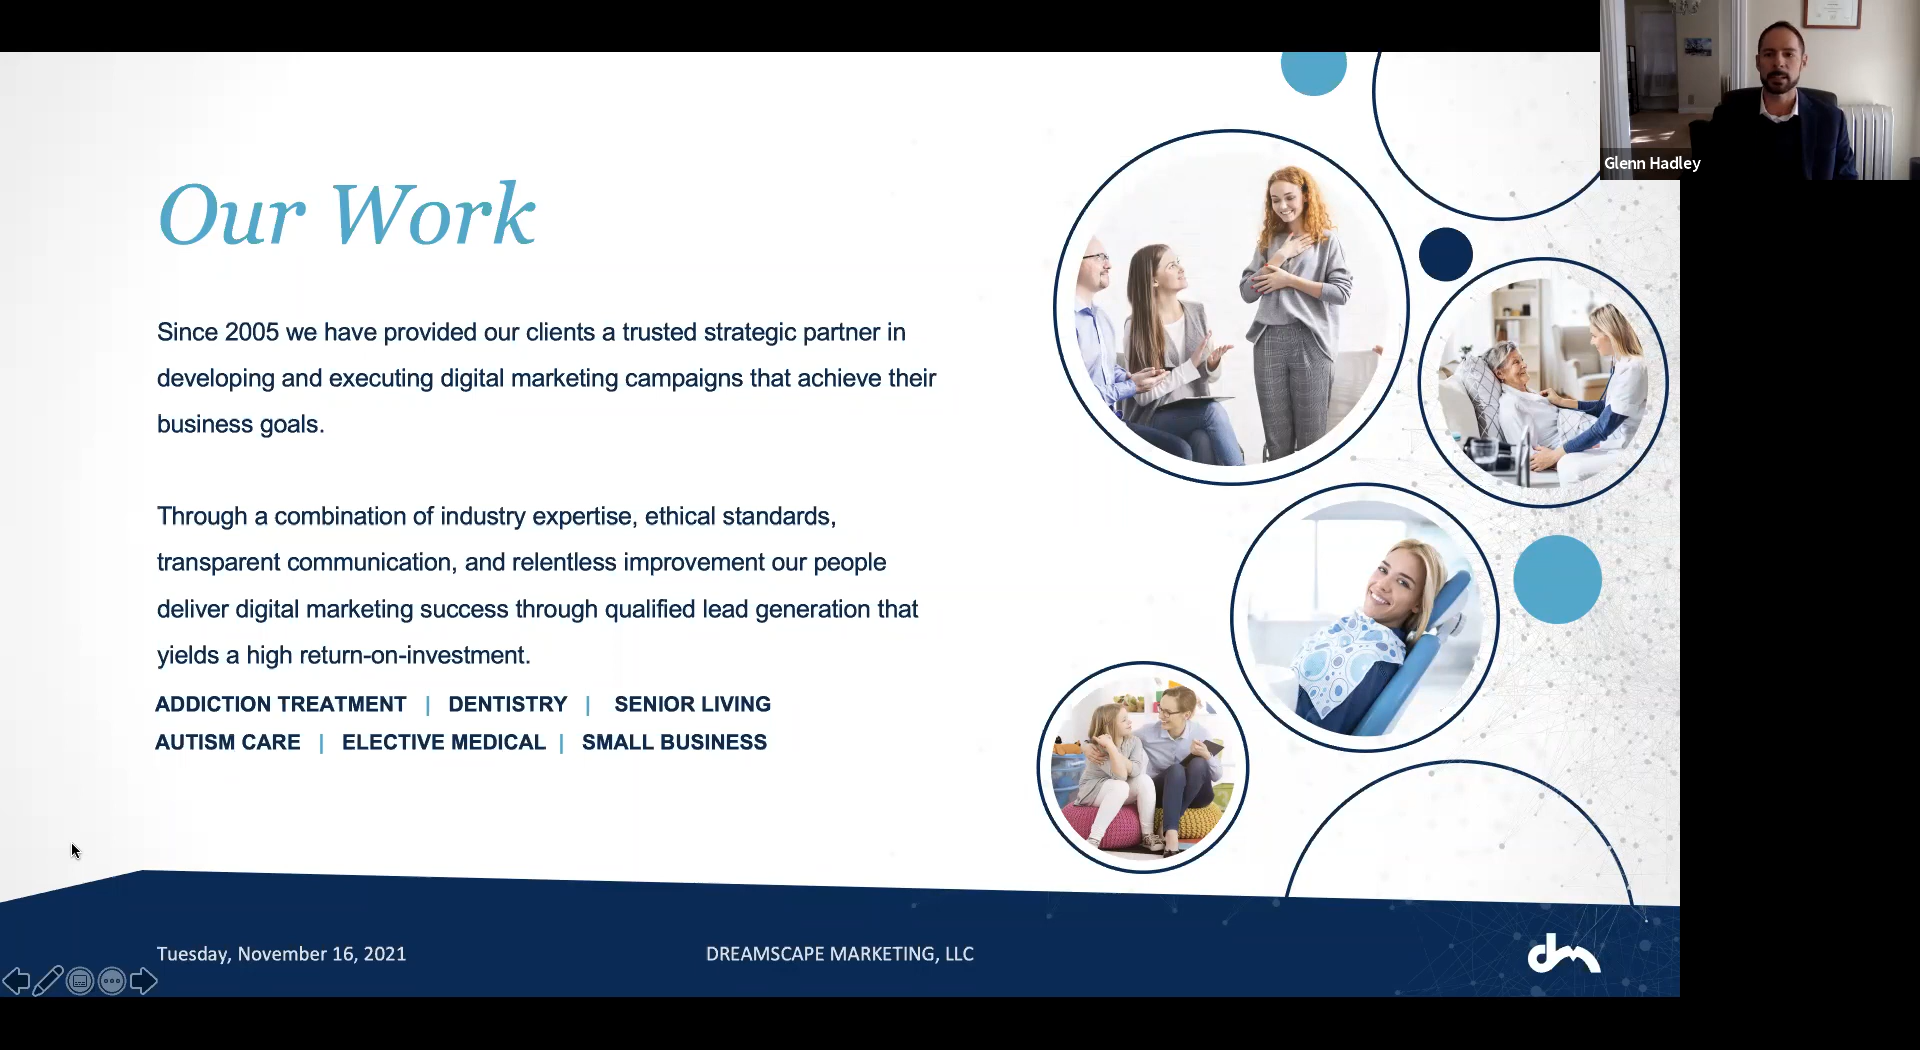 Glenn Hadley
Our Work
Since 2005 we have provided our clients a trusted strategic partner in
developing and executing digital marketing campaigns that achieve their
business goals.
Through a combination of industry expertise, ethical standards,
transparent communication, and relentless improvement our people
deliver digital marketing success through qualified lead generation that
yields a high return-on-investment.
ADDICTION TREATMENT | DENTISTRY | SENIOR LIVING
AUTISM CARE | ELECTIVE MEDICAL | SMALL BUSINESS
Tuesday, November 16, 2021
DREAMSCAPE MARKETING, LLC
dm